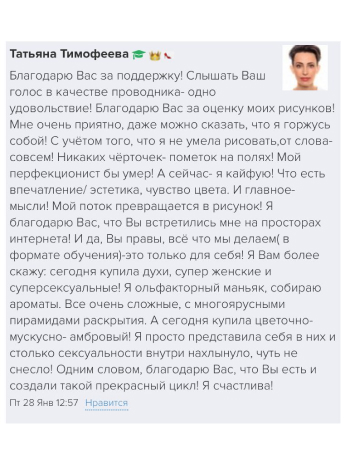 Татьяна Тимофеева
Благодарю Вас за поддержку! Слышать Ваш
голос в качестве проводника- одно
удовольствие! Благодарю Вас за оценку моих рисунков!
Мне очень приятно, даже можно сказать, что я горжусь
собой! С учётом того, что я не умела рисовать,от слова-
совсем! Никаких чёрточек- пометок на полях! Мой
перфекционист бы умер! А сейчас- я кайфую! Что есть
впечатление/ эстетика, чувство цвета. И главное-
мысли! Мой поток превращается в рисунок! Я
благодарю Вас, что Вы встретились мне на просторах
интернета! И да, Вы правы, всё что мы делаем( в
формате обучения)-это только для себя! Я Вам более
скажу: сегодня купила духи, супер женские и
суперсексуальные! Я ольфакторный маньяк, собираю
ароматы. Все очень сложные, с многоярусными
пирамидами раскрытия. А сегодня купила цветочно-
мускусно- амбровый! Я просто представила себя в них и
столько сексуальности внутри нахлынуло, чуть не
снесло! Одним словом, благодарю Вас, что Вы есть и
создали такой прекрасный цикл! Я счастлива!
Пт 28 Янв 12:57 Нравится